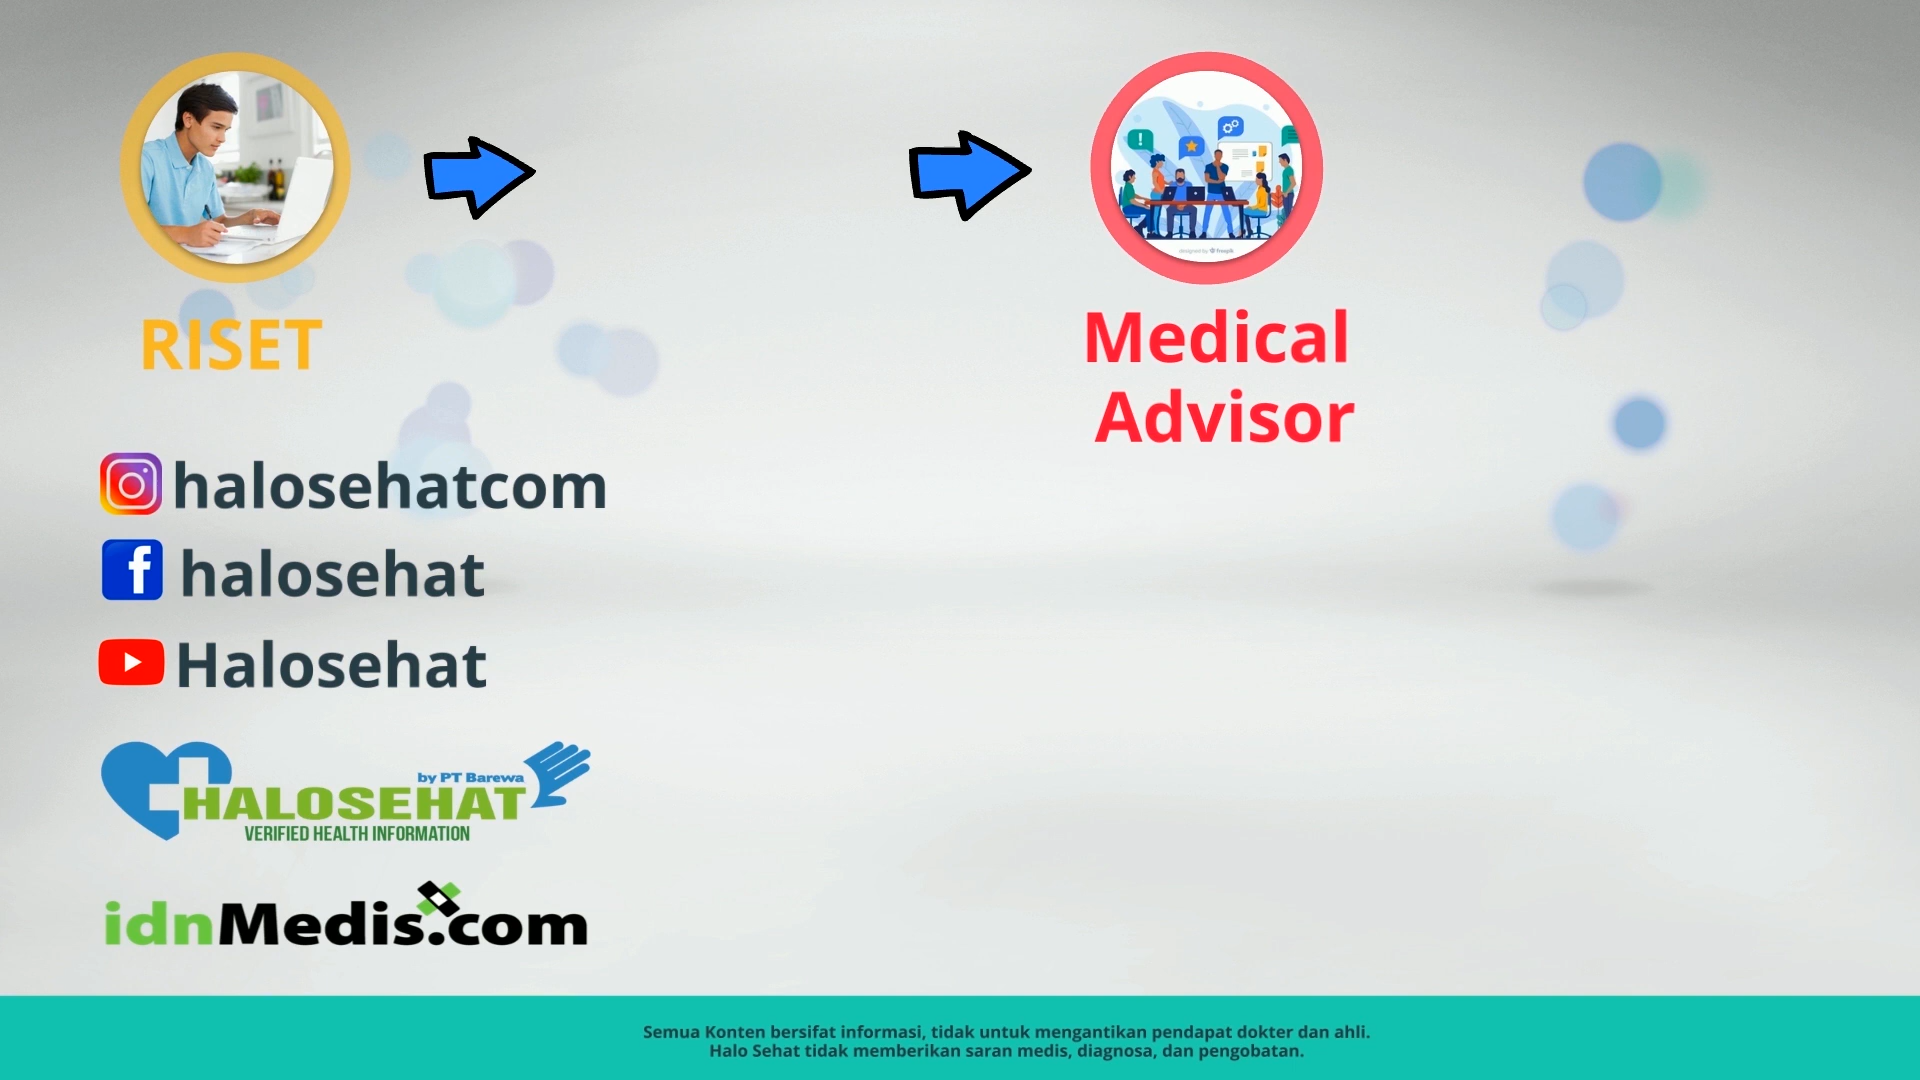 RISET
Medical
Advisor
halosehatcom
halosehat
Halosehat
by PT Barewa
HALOSEHAT
VERIFIED HEALTH INFORMATION
idnMedis.com
Semua Konten bersifat informasi, tidak untuk mengantikan pendapat dokter dan ahli.
Halo Sehat tidak memberikan saran medis, diagnosa, dan pengobatan.